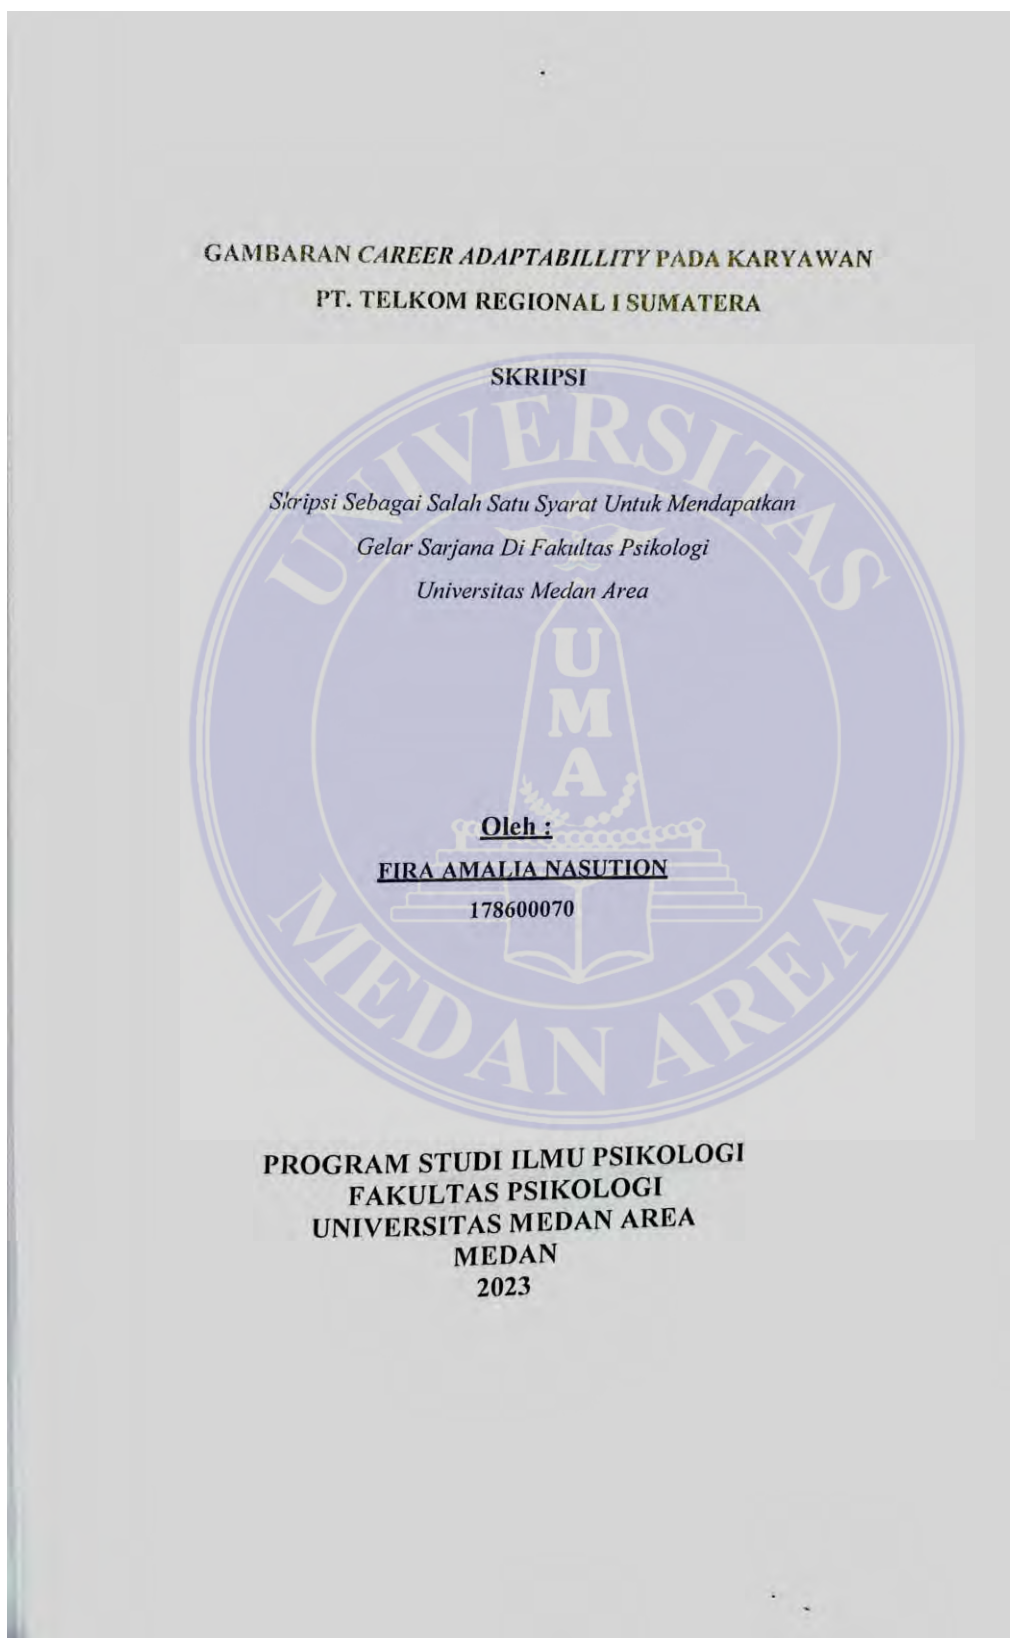 GAMBARAN CAREER ADAPTABILLITY PADA KARYAWAN
PT. TELKOM REGIONAL I SUMATERA
SKRIPSI
Skripsi Sebagai Salah Satu Syarat Untuk Mendapatkan
Gelar Sarjana Di Fakultas Psikologi
Universitas Medan Area
UNIVERSITAS
U
M
A
MEDAN AREA
Oleh :
FIRA AMALIA NASUTION
178600070
PROGRAM STUDI ILMU PSIKOLOGI
FAKULTAS PSIKOLOGI
UNIVERSITAS MEDAN AREA
MEDAN
2023